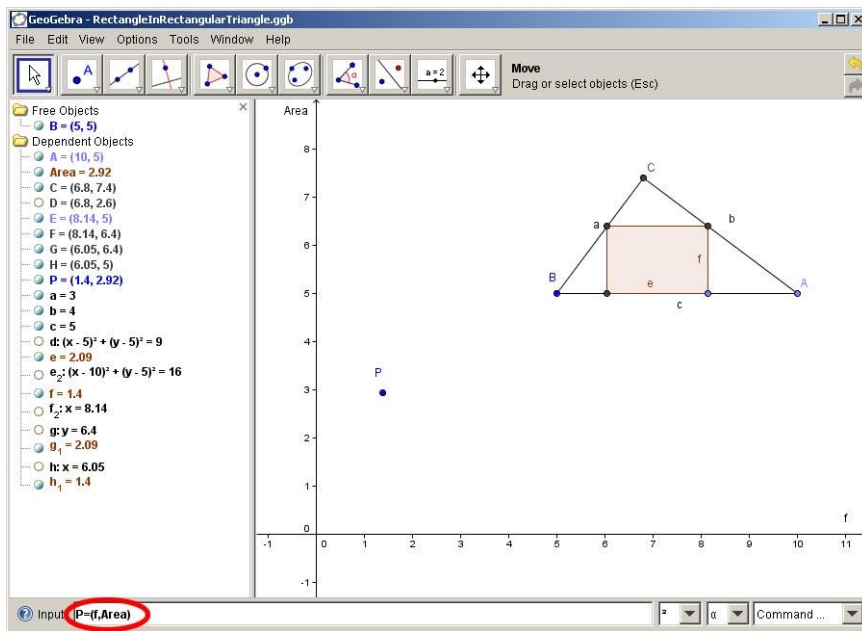 GeoGebra - RectangleInRectangularTriangle.ggb
File Edit View Options Tools Window Help
A
α
a = 2
Move
Drag or select objects (Esc)
Free Objects
B = (5, 5)
Dependent Objects
A = (10, 5)
Area = 2.92
C = (6.8, 7.4)
D = (6.8, 2.6)
E = (8.14, 5)
F = (8.14, 6.4)
G = (6.05, 6.4)
H = (6.05, 5)
P = (1.4, 2.92)
a = 3
b = 4
c = 5
d: (x - 5)² + (y - 5)² = 9
e = 2.09
e₂: (x - 10)² + (y - 5)² = 16
f = 1.4
f₂: x = 8.14
g: y = 6.4
g₁ = 2.09
h: x = 6.05
h₁ = 1.4
Area
8
7
6
5
4
3
2
1
0
-1
C
a
b
f
B
e
A
c
P
f
-1 0 1 2 3 4 5 6 7 8 9 10 11
Input: P=(f,Area)
² α Command ...